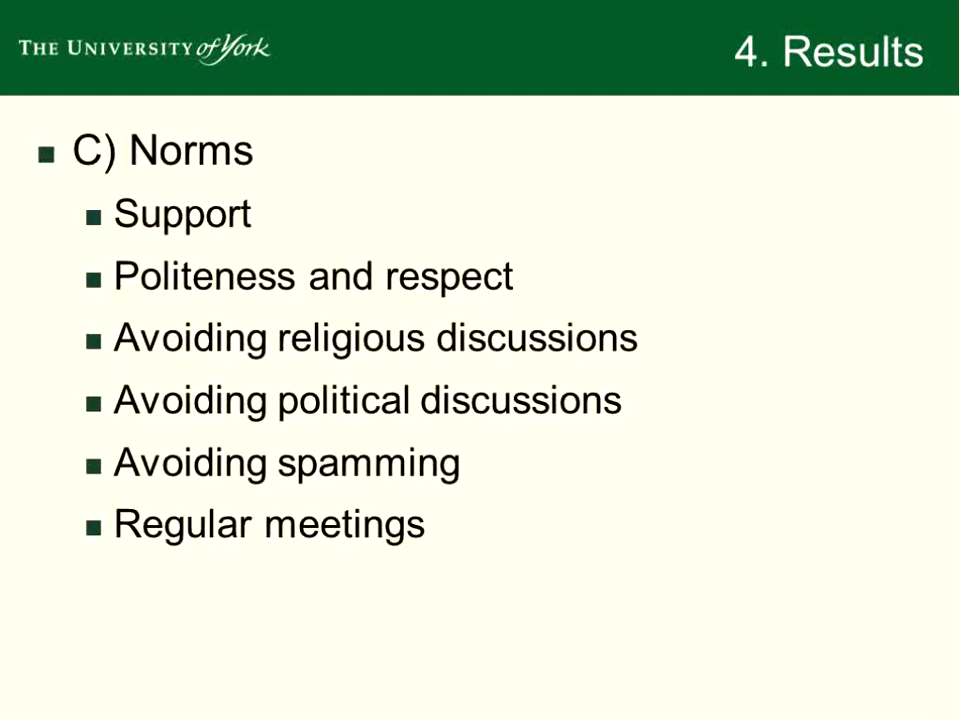 THE UNIVERSITY of York
4. Results
C) Norms
Support
Politeness and respect
Avoiding religious discussions
Avoiding political discussions
Avoiding spamming
Regular meetings